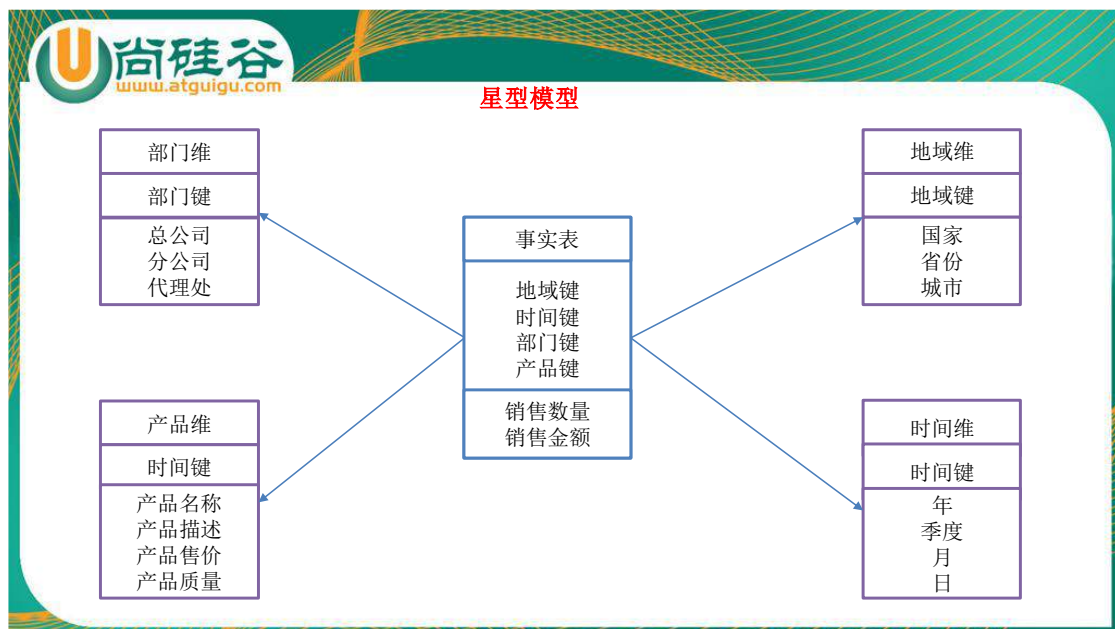 尚硅谷
www.atguigu.com
星型模型
部门维
部门键
总公司
分公司
代理处
地域维
地域键
国家
省份
城市
事实表
地域键
时间键
部门键
产品键
销售数量
销售金额
产品维
时间键
产品名称
产品描述
产品售价
产品质量
时间维
时间键
年
季度
月
日